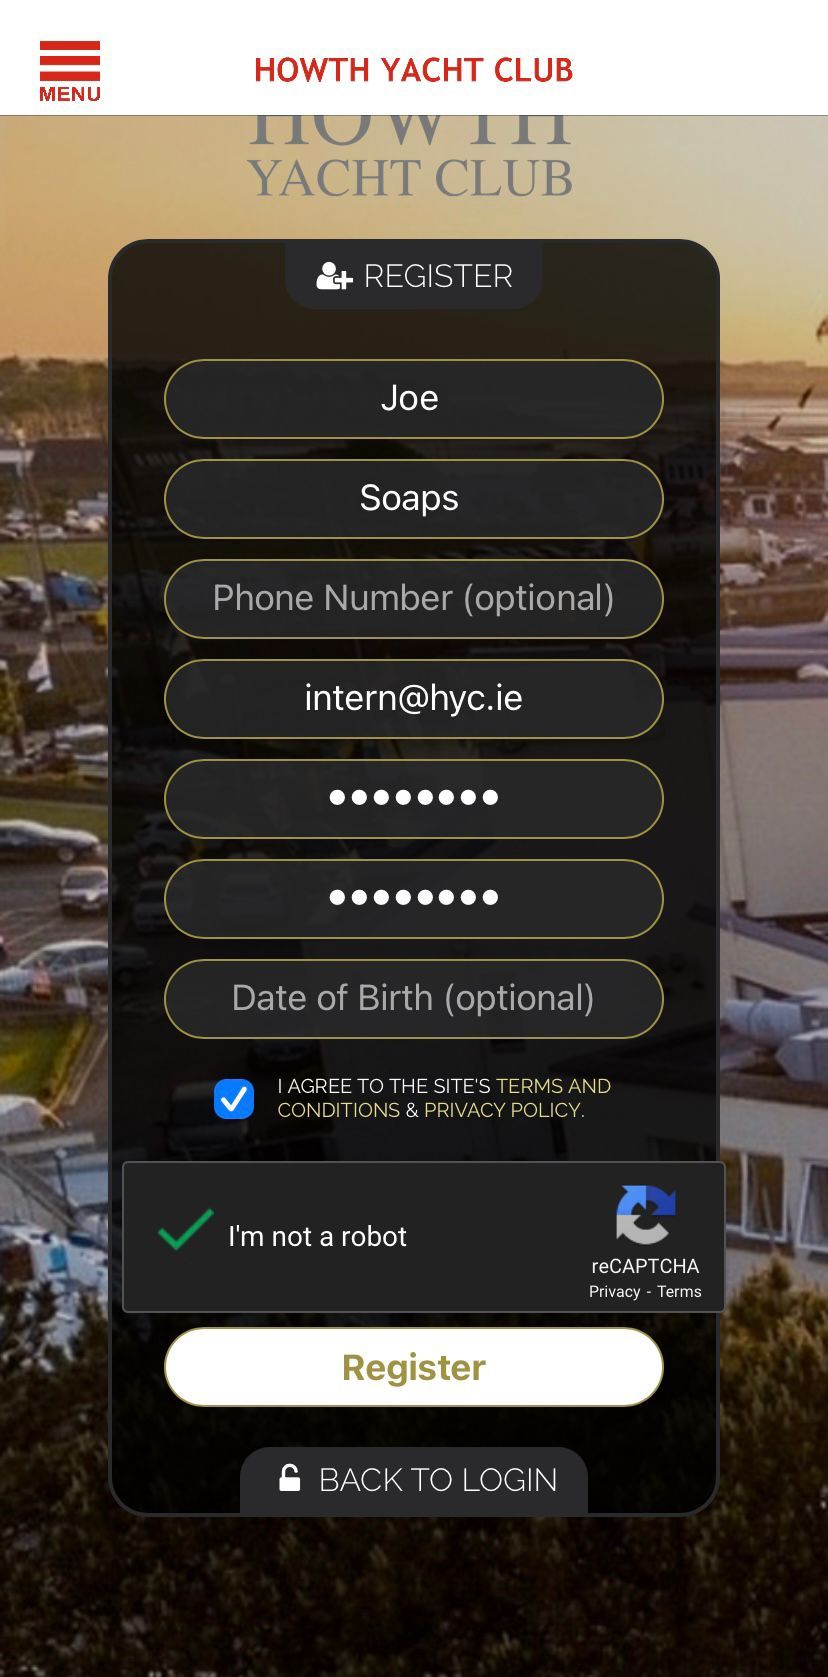 MENU
HOWTH YACHT CLUB
HOWTH
YACHT CLUB
REGISTER
Joe
Soaps
Phone Number (optional)
intern@hyc.ie
••••••••
••••••••
Date of Birth (optional)
I AGREE TO THE SITE'S TERMS AND
CONDITIONS & PRIVACY POLICY.
I'm not a robot
reCAPTCHA
Privacy - Terms
Register
BACK TO LOGIN